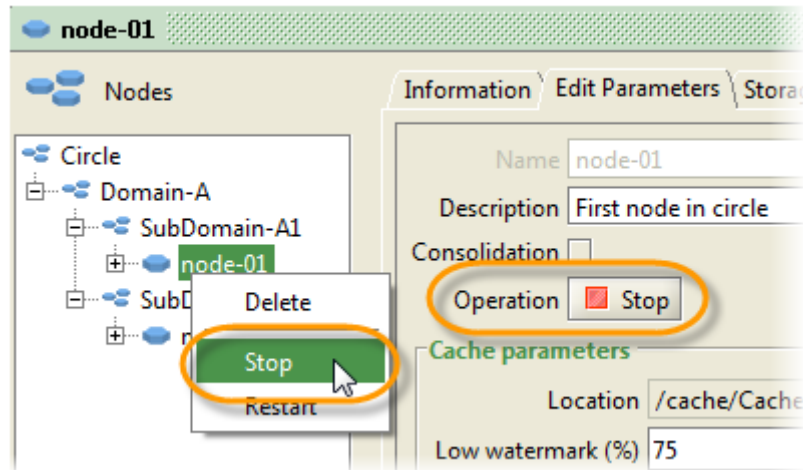 node-01
Nodes
Information Edit Parameters
Circle
Domain-A
SubDomain-A1
node-01
Delete
Stop
Restart
Name node-01
Description First node in circle
Consolidation
Operation Stop
Cache parameters
Location /cache/Cache
Low watermark (%) 75